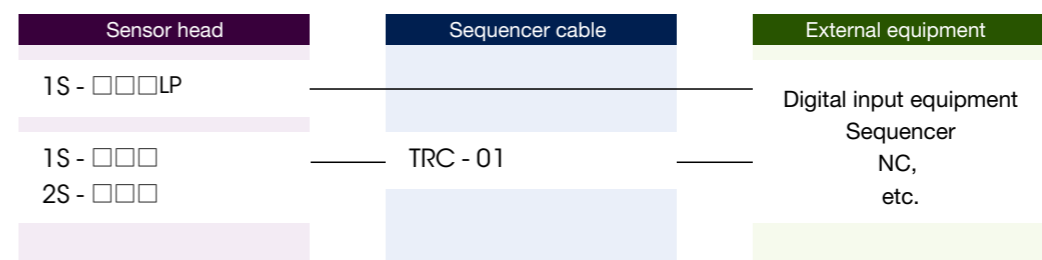 Sensor head
Sequencer cable
External equipment
1S - □□□LP
1S - □□□
2S - □□□
TRC - 01
Digital input equipment
Sequencer
NC,
etc.